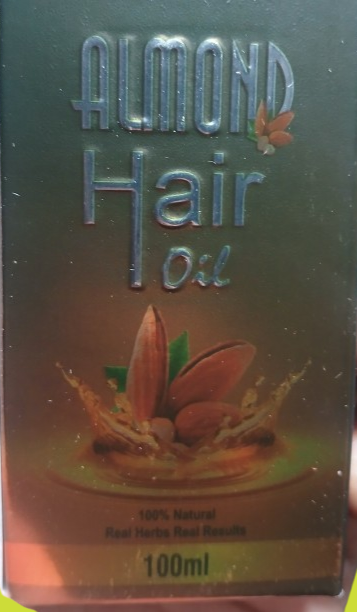 ALMOND
Hair
Oil
100% Natural
Real Herbs Real Results
100ml